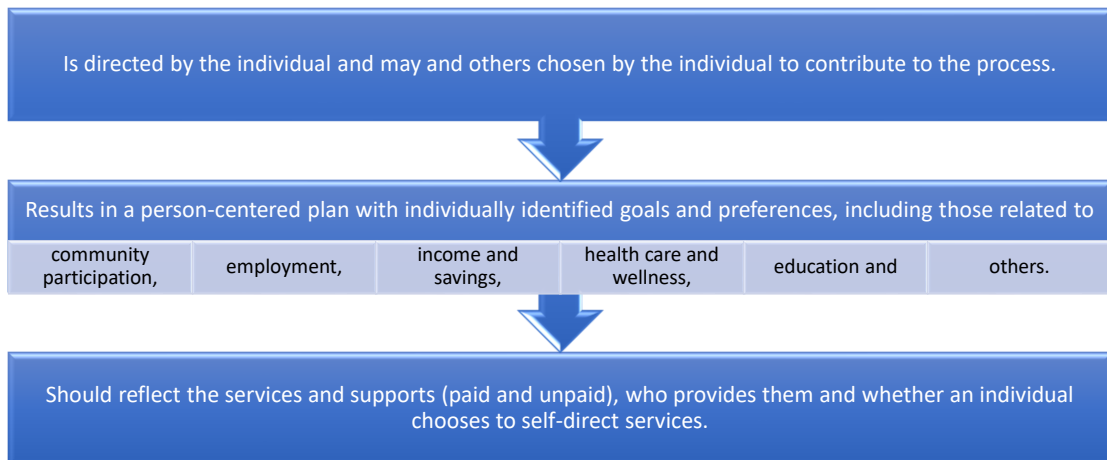 Is directed by the individual and may and others chosen by the individual to contribute to the process.
Results in a person-centered plan with individually identified goals and preferences, including those related to
community
participation,
employment,
income and
savings,
health care and
wellness,
education and
others.
Should reflect the services and supports (paid and unpaid), who provides them and whether an individual
chooses to self-direct services.